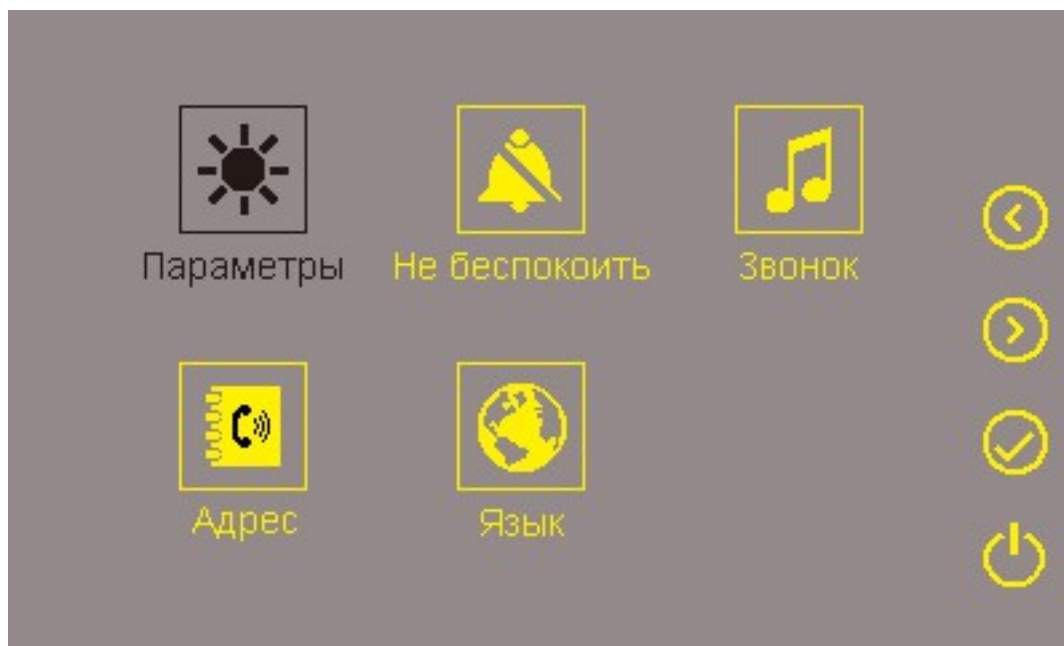 Параметры
Не беспокоить
Звонок
Адрес
Язык